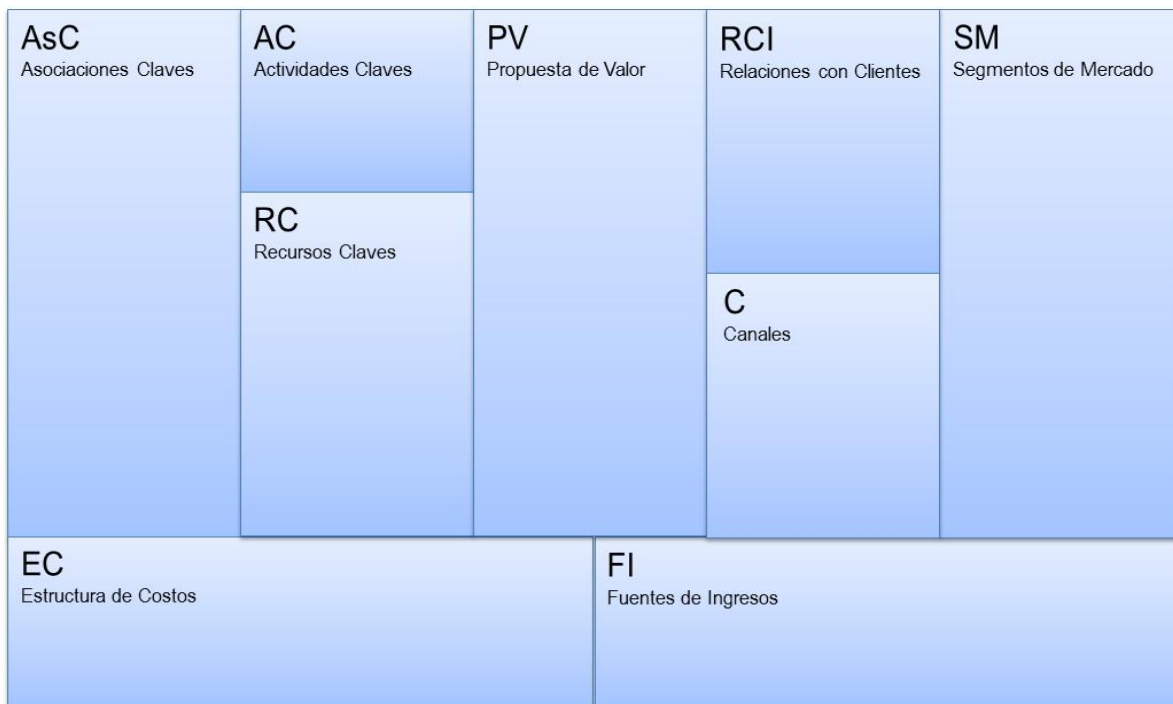 AsC
Asociaciones Claves
AC
Actividades Claves
RC
Recursos Claves
PV
Propuesta de Valor
RCI
Relaciones con Clientes
C
Canales
SM
Segmentos de Mercado
EC
Estructura de Costos
FI
Fuentes de Ingresos